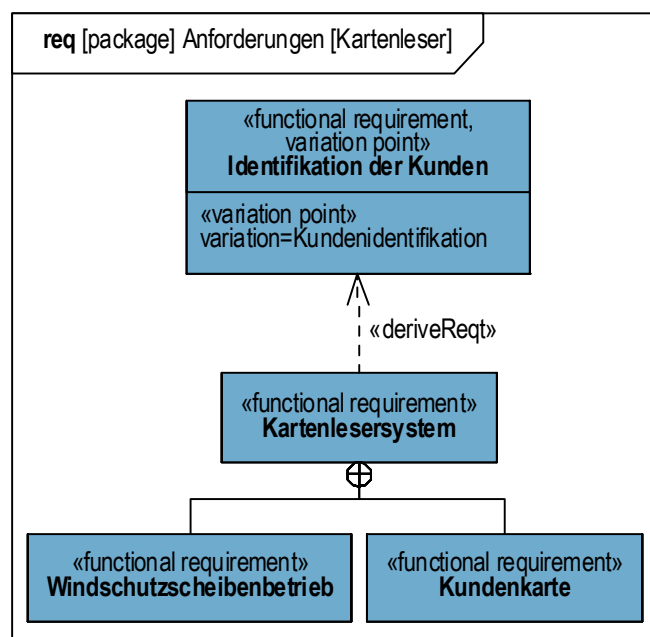 req [package] Anforderungen [Kartenleser]
«functional requirement,
variation point»
Identifikation der Kunden
«variation point»
variation=Kundenidentifikation
«deriveReqt»
«functional requirement»
Kartenlesersystem
«functional requirement»
Windschutzscheibenbetrieb
«functional requirement»
Kundenkarte